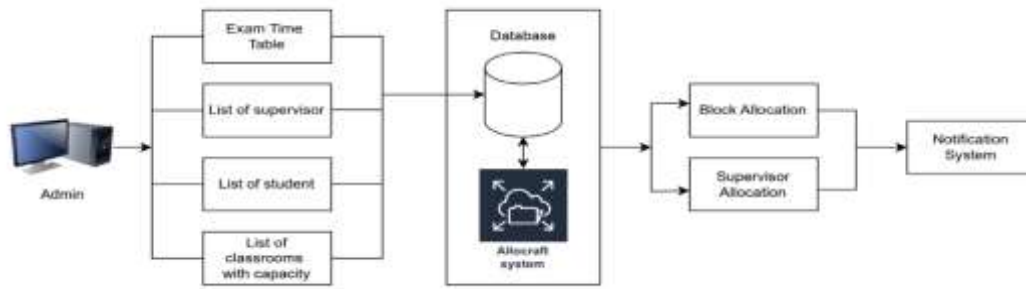 Admin
Exam Time
Table
List of supervisor
List of student
List of
classrooms
with capacity
Database
Allocraft
system
Block Allocation
Supervisor
Allocation
Notification
System